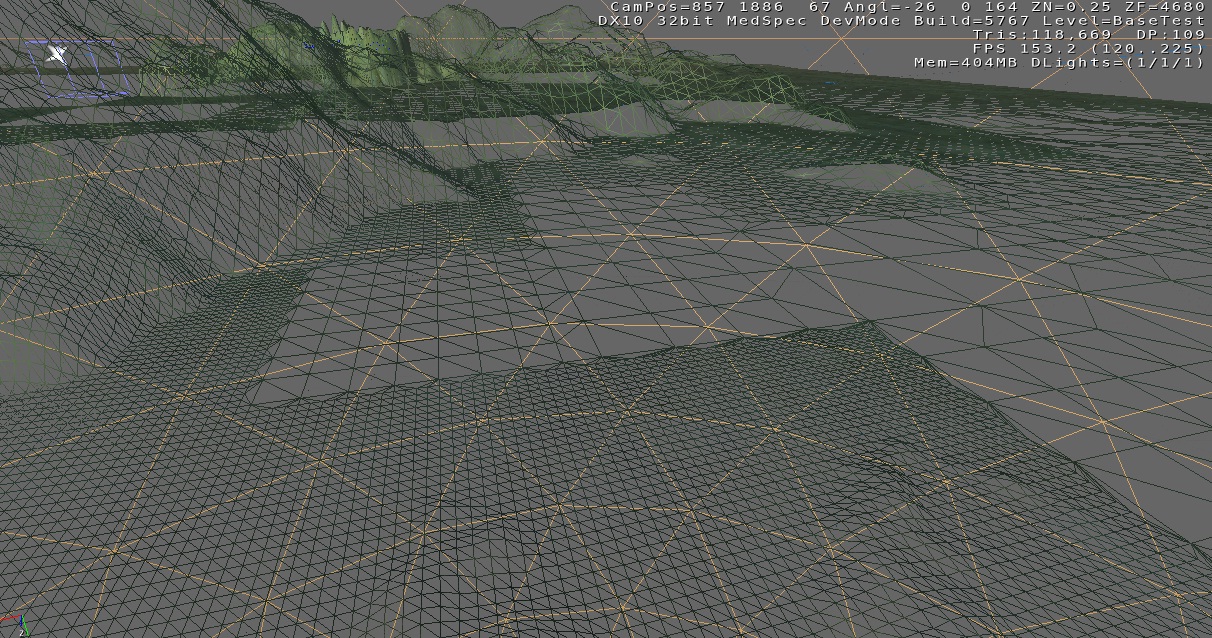 CamPos=857 1886 67 Angl=-26 0 164 ZN=0.25 ZF=4680
DX10 32bit MedSpec DevMode Build=5767 Level=BaseTest
Tris:118,669 DP:109
FPS 153.2 (120..225)
Mem=404MB DLights=(1/1/1)
z